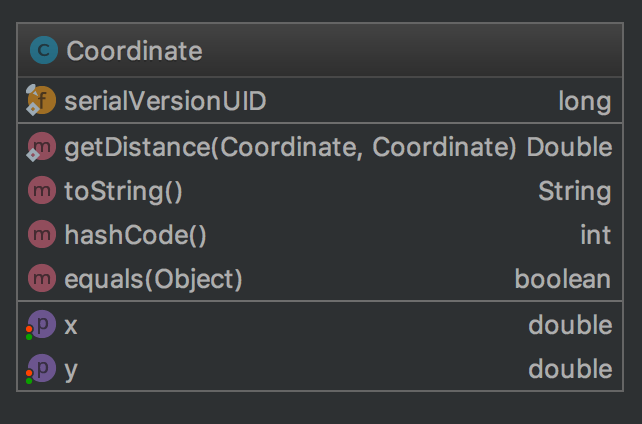 C Coordinate
f serialVersionUID long
m getDistance(Coordinate, Coordinate) Double
m toString() String
m hashCode() int
m equals(Object) boolean
p x double
p y double